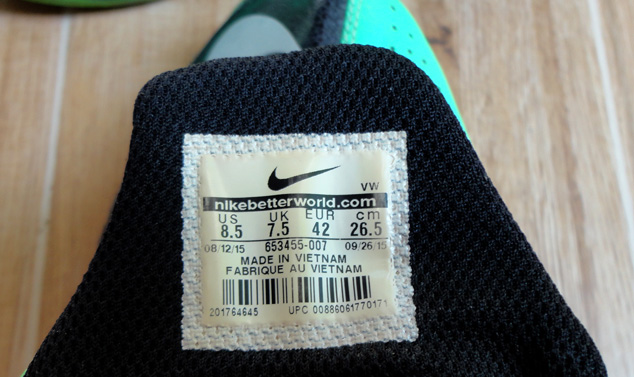 VW
nikebetterworld.com
US UK EUR cm
8.5 7.5 42 26.5
08/12/15 653455-007 09/26/15
MADE IN VIETNAM
FABRIQUE AU VIETNAM
201764645 UPC 00886061770171